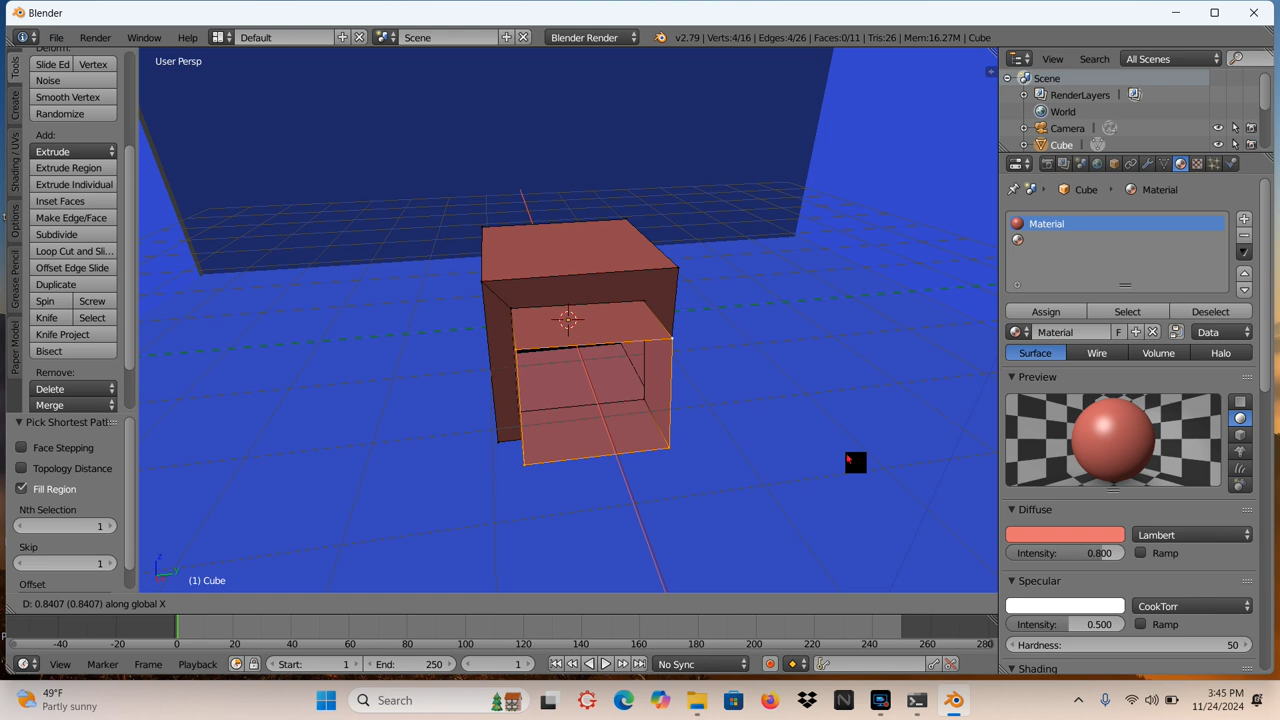 Blender
File Render Window Help Default Scene Blender Render v2.79 | Verts:4/16 | Edges:4/26 | Faces:0/11 | Tris:26 | Mem:16.27M | Cube
Tools
Create
Shading / UVs
Options
Grease Pencil
Paper Model
Deform:
Slide Ed Vertex
Noise
Smooth Vertex
Randomize
Add:
Extrude
Extrude Region
Extrude Individual
Inset Faces
Make Edge/Face
Subdivide
Loop Cut and Sli...
Offset Edge Slide
Duplicate
Spin Screw
Knife Select
Knife Project
Bisect
Remove:
Delete
Merge
Pick Shortest Pat
Face Stepping
Topology Distance
Fill Region
Nth Selection
1
Skip
1
Offset
User Persp
z
y
(1) Cube
D: 0.8407 (0.8407) along global X
View Search All Scenes
Scene
RenderLayers
World
Camera
Cube
Cube Material
Material
Assign Select Deselect
Material F Data
Surface Wire Volume Halo
Preview
Diffuse
Lambert
Intensity: 0.800 Ramp
Specular
CookTorr
Intensity: 0.500 Ramp
Hardness: 50
Shading
-40 -20 0 20 40 60 80 100 120 140 160 180 200 220 240 260 280
View Marker Frame Playback Start: 1 End: 250 1 No Sync
49°F
Partly sunny
Search
3:45 PM
11/24/2024